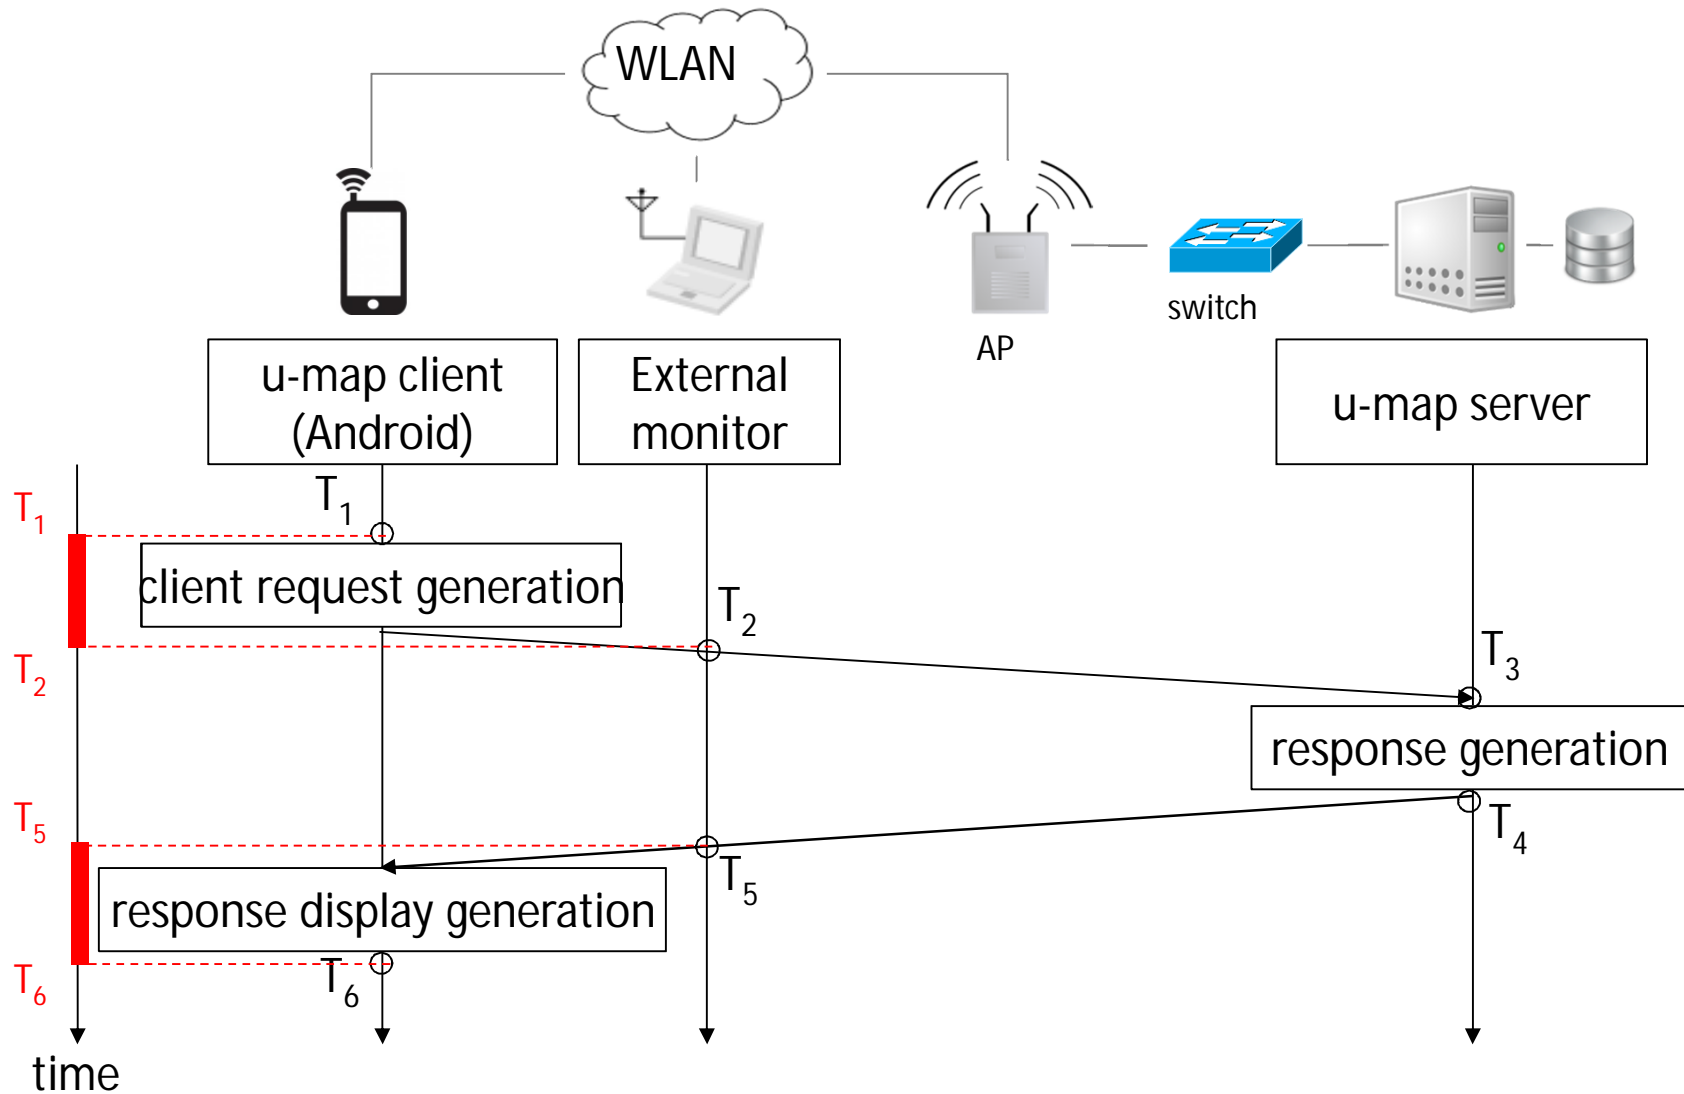 WLAN
switch
AP
u-map client
(Android)
External
monitor
u-map server
T1
T1
client request generation
T2
T2
T3
response generation
T5
T4
T5
response display generation
T6
T6
time